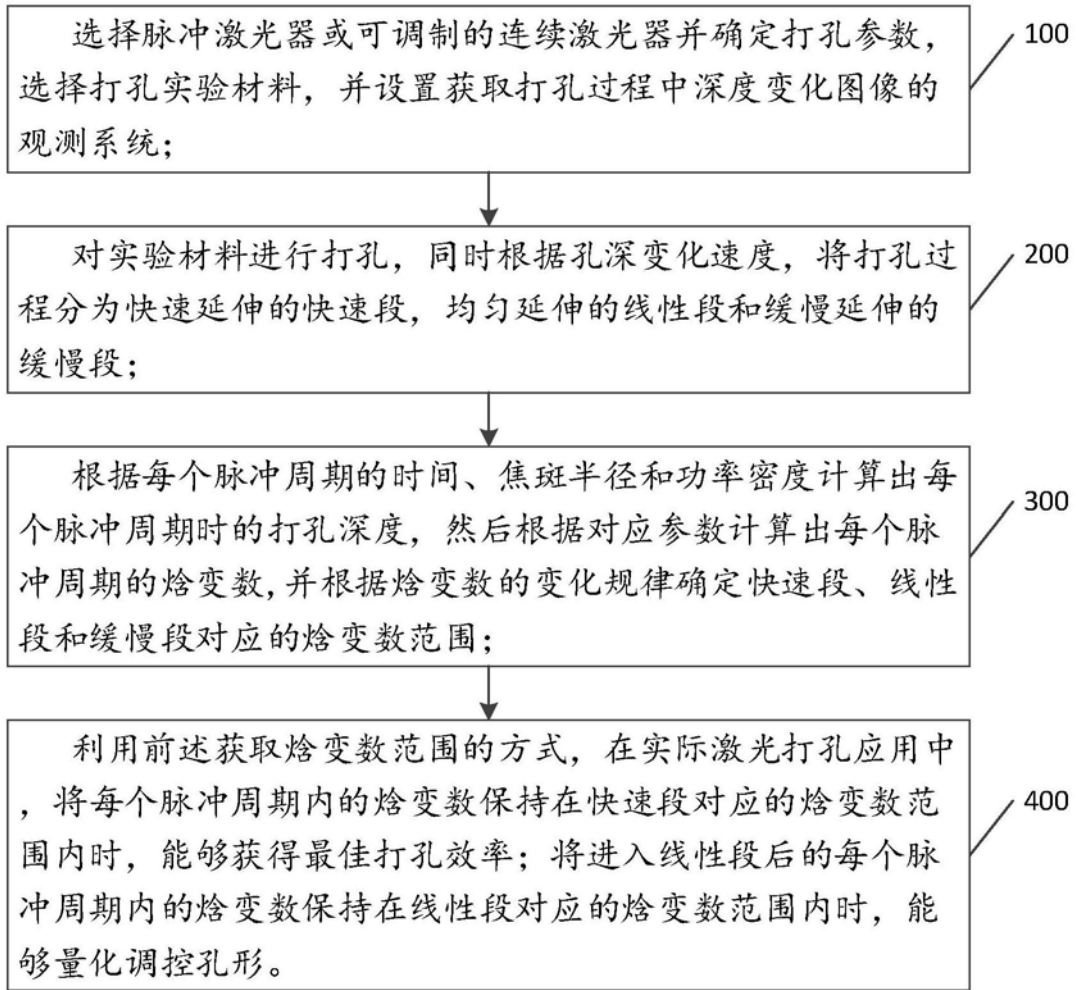 选择脉冲激光器或可调制的连续激光器并确定打孔参数，
选择打孔实验材料，并设置获取打孔过程中深度变化图像的
观测系统；
100
对实验材料进行打孔，同时根据孔深变化速度，将打孔过
程分为快速延伸的快速段，均匀延伸的线性段和缓慢延伸的
缓慢段；
200
根据每个脉冲周期的时间、焦斑半径和功率密度计算出每
个脉冲周期时的打孔深度，然后根据对应参数计算出每个脉
冲周期的焓变数,并根据焓变数的变化规律确定快速段、线性
段和缓慢段对应的焓变数范围；
300
利用前述获取焓变数范围的方式，在实际激光打孔应用中
，将每个脉冲周期内的焓变数保持在快速段对应的焓变数范
围内时，能够获得最佳打孔效率；将进入线性段后的每个脉
冲周期内的焓变数保持在线性段对应的焓变数范围内时，能
够量化调控孔形。
400